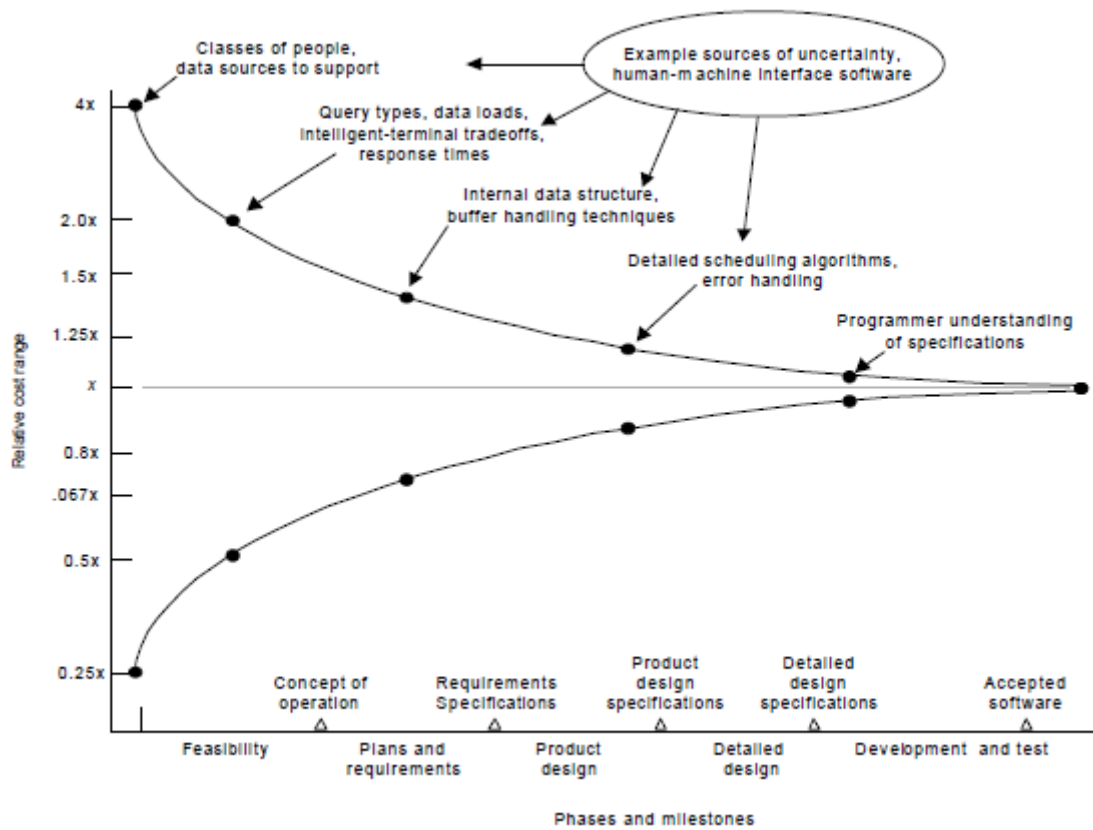 Classes of people,
data sources to support
Example sources of uncertainty,
human-machine interface software
Query types, data loads,
intelligent-terminal tradeoffs,
response times
Internal data structure,
buffer handling techniques
Detailed scheduling algorithms,
error handling
Programmer understanding
of specifications
Relative cost range
4x
2.0x
1.5x
1.25x
x
0.8x
.067x
0.5x
0.25x
Concept of
operation
Requirements
Specifications
Product
design
specifications
Detailed
design
specifications
Accepted
software
Feasibility
Plans and
requirements
Product
design
Detailed
design
Development and test
Phases and milestones